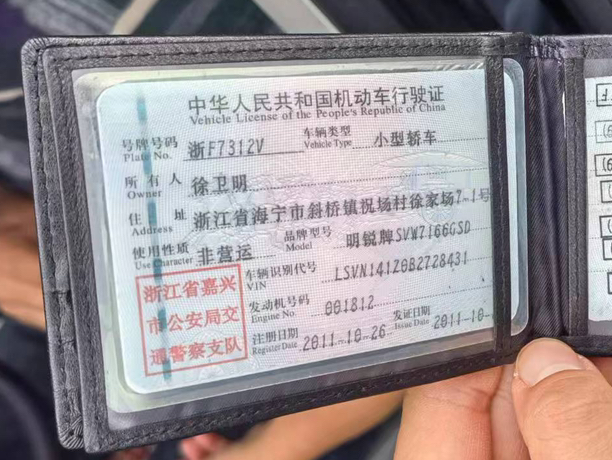 中华人民共和国机动车行驶证
Vehicle License of the People's Republic of China
号牌号码 浙F7312V 车辆类型 小型轿车
Plate No. Vehicle Type
所有人 徐卫明
Owner
住址 浙江省海宁市斜桥镇祝场村徐家场7-1号
Address
使用性质 非营运 品牌型号 明锐牌SVW7166GSD
Use Character Model
浙江省嘉兴
市公安局交
通警察支队
车辆识别代号 LSVN141Z0B2728431
VIN
发动机号码 001812
Engine No.
注册日期 2011-10-26 发证日期 2011-10
Register Date Issue Date